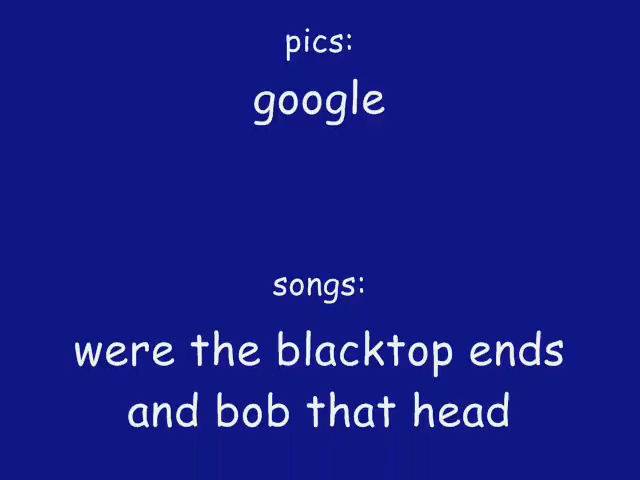 pics:
google
songs:
were the blacktop ends
and bob that head